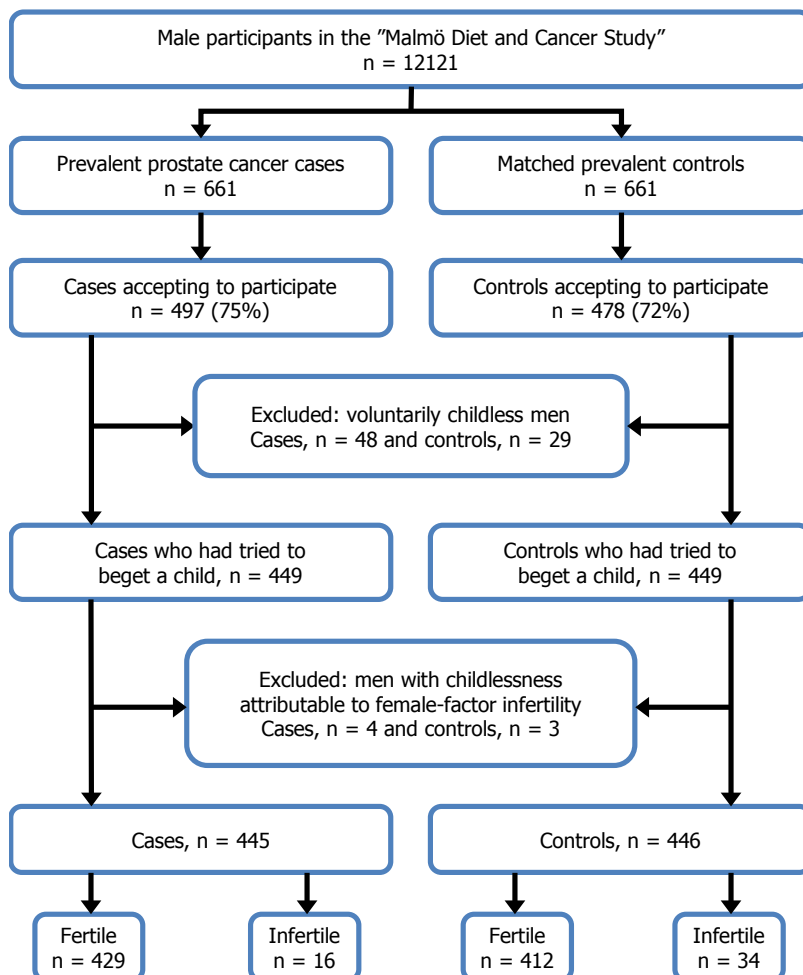 Male participants in the ”Malmö Diet and Cancer Study”
n = 12121
Prevalent prostate cancer cases
n = 661
Matched prevalent controls
n = 661
Cases accepting to participate
n = 497 (75%)
Controls accepting to participate
n = 478 (72%)
Excluded: voluntarily childless men
Cases, n = 48 and controls, n = 29
Cases who had tried to
beget a child, n = 449
Controls who had tried to
beget a child, n = 449
Excluded: men with childlessness
attributable to female-factor infertility
Cases, n = 4 and controls, n = 3
Cases, n = 445
Controls, n = 446
Fertile
n = 429
Infertile
n = 16
Fertile
n = 412
Infertile
n = 34